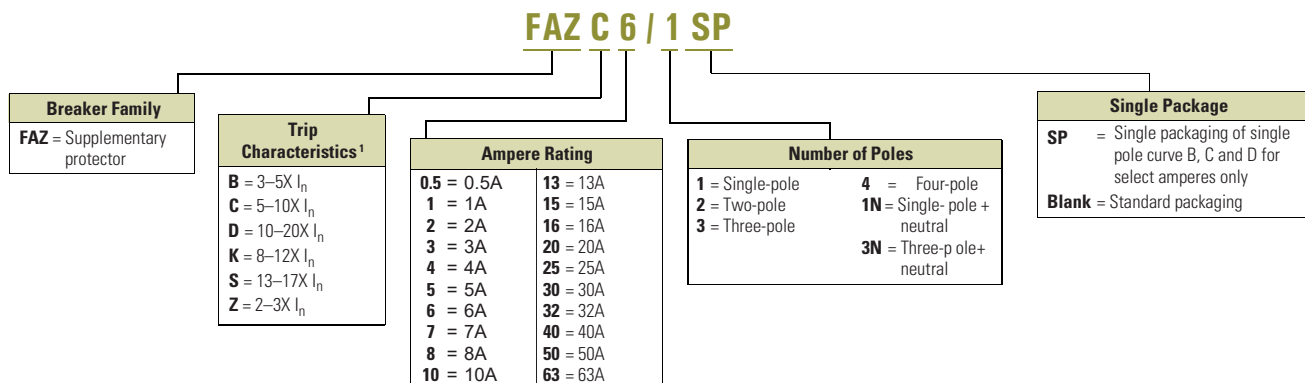 FAZ C 6 / 1 SP
Breaker Family
FAZ = Supplementary
protector
Trip
Characteristics 1
B = 3–5X In
C = 5–10X In
D = 10–20X In
K = 8–12X In
S = 13–17X In
Z = 2–3X In
Ampere Rating
0.5 = 0.5A
1 = 1A
2 = 2A
3 = 3A
4 = 4A
5 = 5A
6 = 6A
7 = 7A
8 = 8A
10 = 10A
13 = 13A
15 = 15A
16 = 16A
20 = 20A
25 = 25A
30 = 30A
32 = 32A
40 = 40A
50 = 50A
63 = 63A
Number of Poles
1 = Single-pole
2 = Two-pole
3 = Three-pole
4 = Four-pole
1N = Single- pole +
neutral
3N = Three-p ole+
neutral
Single Package
SP = Single packaging of single
pole curve B, C and D for
select amperes only
Blank = Standard packaging